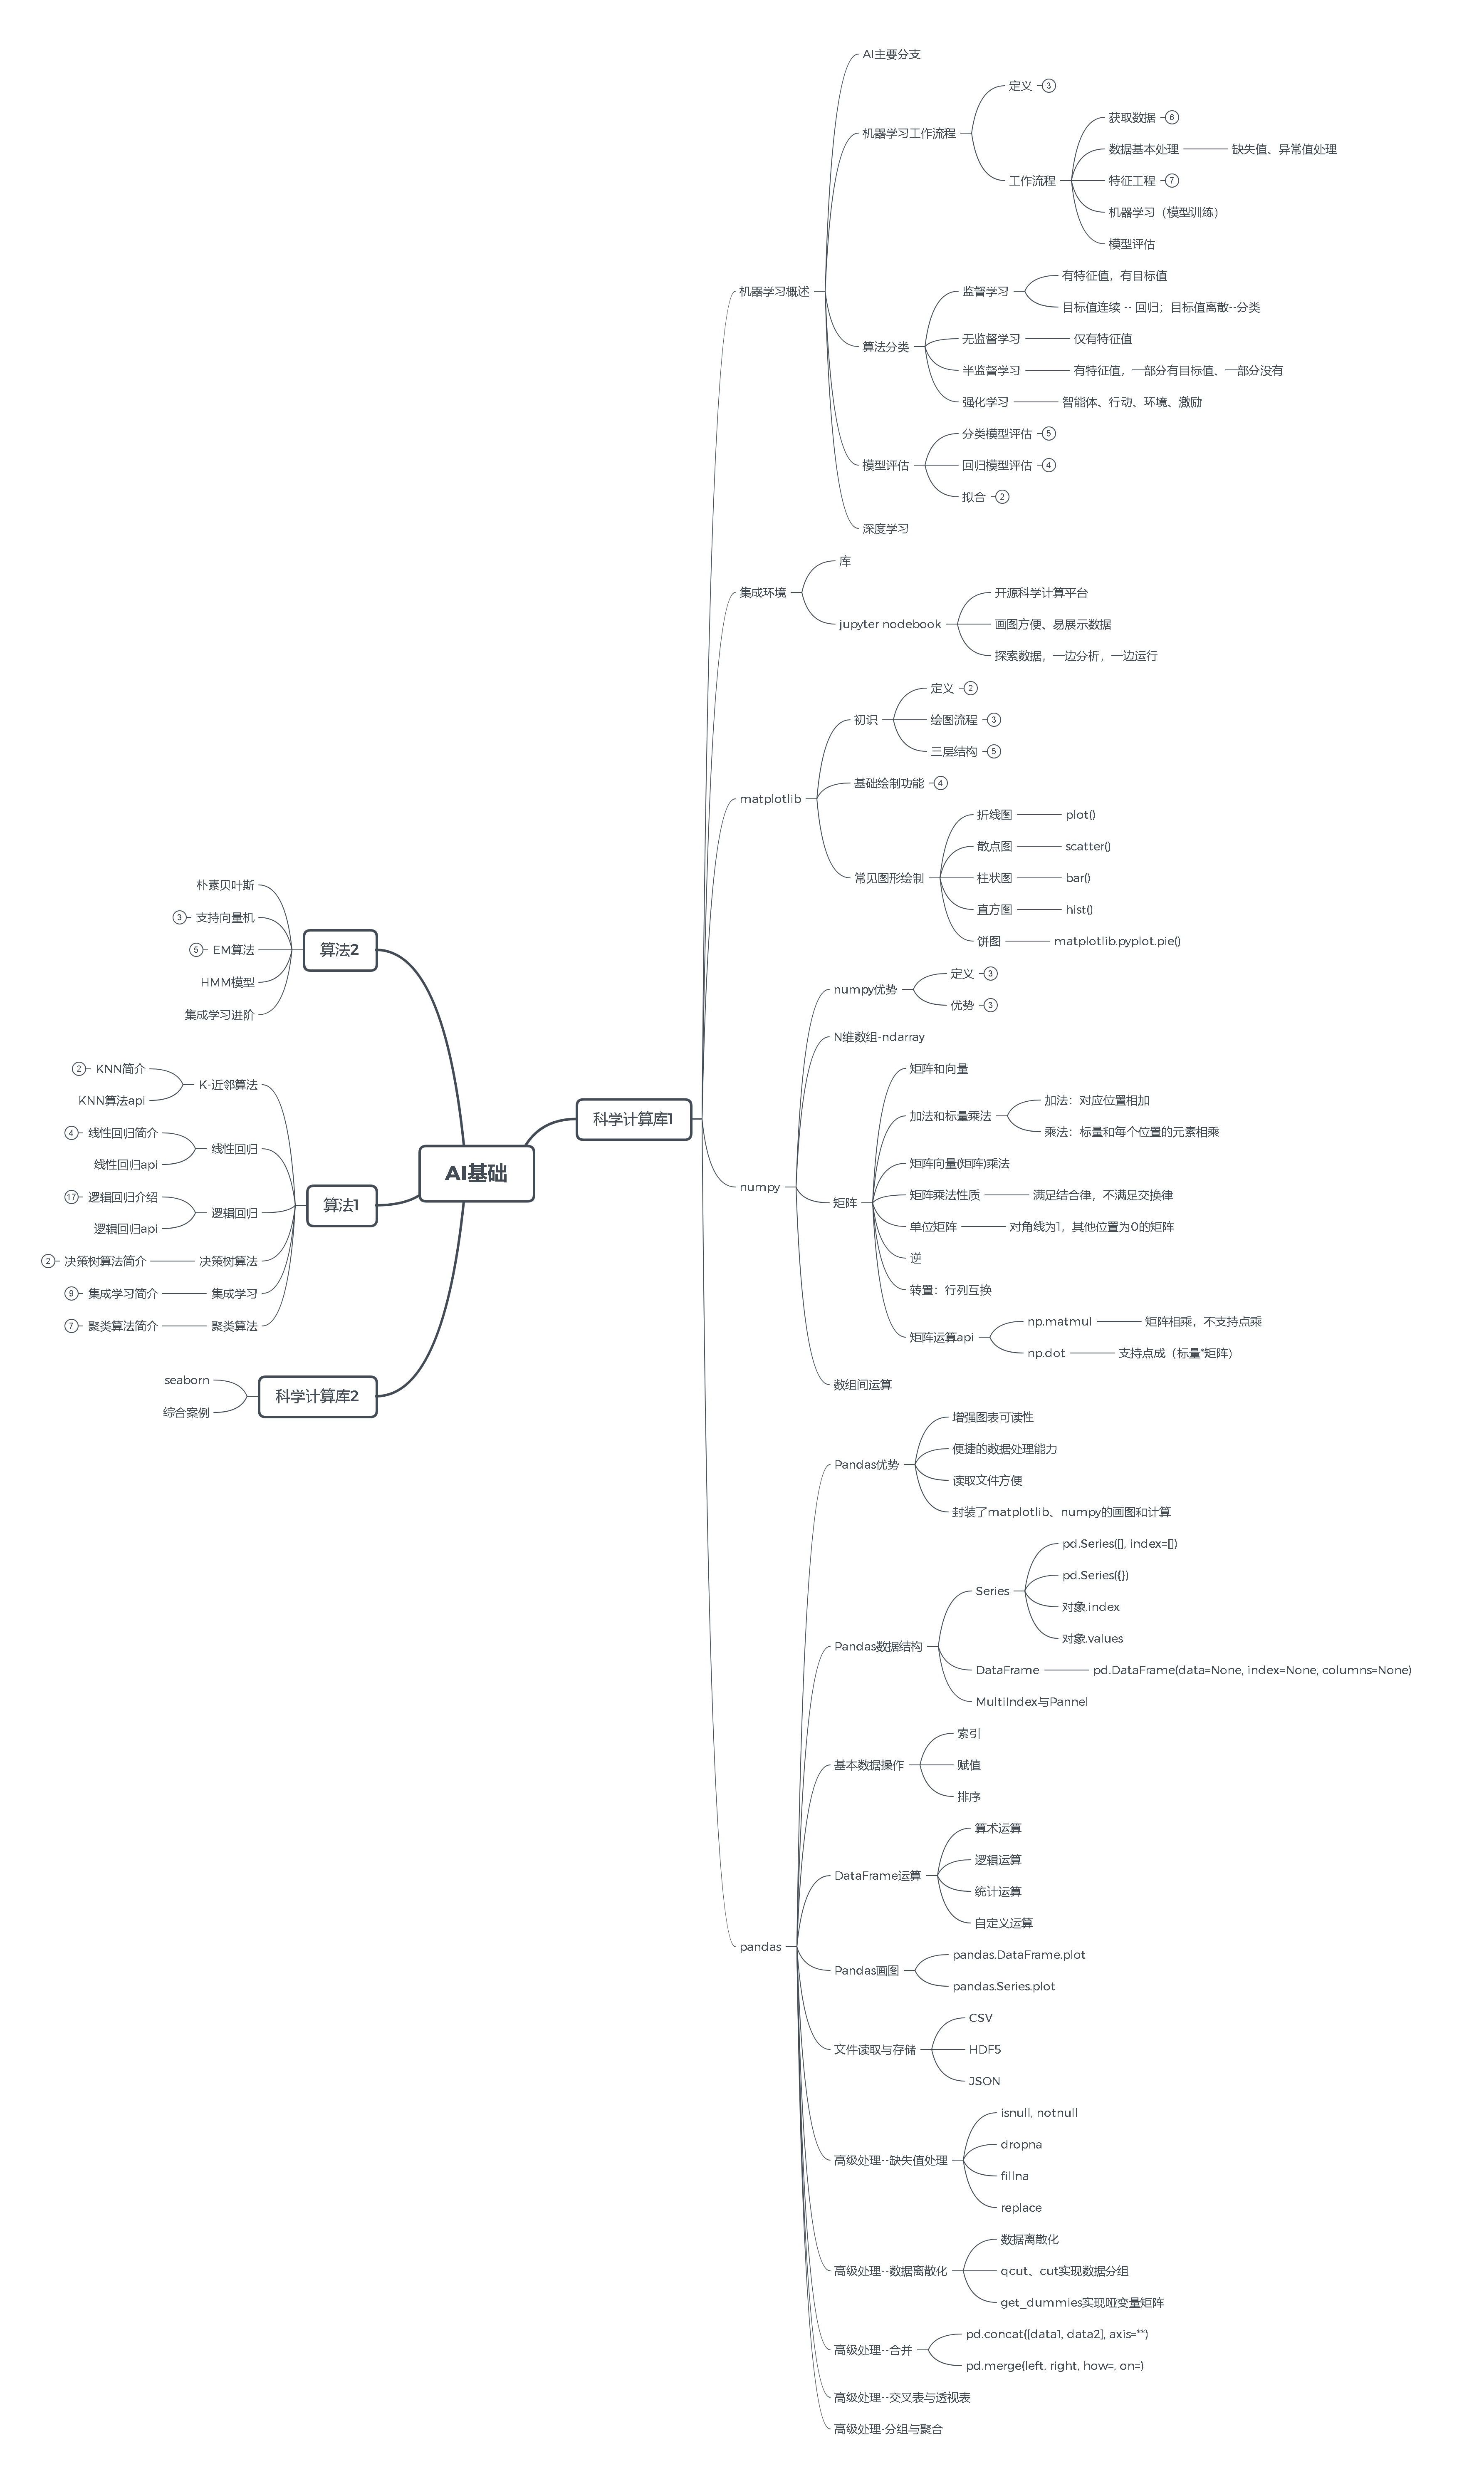 AI基础
科学计算库1
机器学习概述
AI主要分支
机器学习工作流程
定义
3
工作流程
获取数据
6
数据基本处理
缺失值、异常值处理
特征工程
7
机器学习（模型训练）
模型评估
算法分类
监督学习
有特征值，有目标值
目标值连续 -- 回归；目标值离散--分类
无监督学习
仅有特征值
半监督学习
有特征值，一部分有目标值、一部分没有
强化学习
智能体、行动、环境、激励
模型评估
分类模型评估
5
回归模型评估
4
拟合
2
深度学习
集成环境
库
jupyter nodebook
开源科学计算平台
画图方便、易展示数据
探索数据，一边分析，一边运行
matplotlib
初识
定义
2
绘图流程
3
三层结构
5
基础绘制功能
4
常见图形绘制
折线图
plot()
散点图
scatter()
柱状图
bar()
直方图
hist()
饼图
matplotlib.pyplot.pie()
numpy
numpy优势
定义
3
优势
3
N维数组-ndarray
矩阵
矩阵和向量
加法和标量乘法
加法：对应位置相加
乘法：标量和每个位置的元素相乘
矩阵向量(矩阵)乘法
矩阵乘法性质
满足结合律，不满足交换律
单位矩阵
对角线为1，其他位置为0的矩阵
逆
转置：行列互换
矩阵运算api
np.matmul
矩阵相乘，不支持点乘
np.dot
支持点成（标量*矩阵）
数组间运算
pandas
Pandas优势
增强图表可读性
便捷的数据处理能力
读取文件方便
封装了matplotlib、numpy的画图和计算
Pandas数据结构
Series
pd.Series([], index=[])
pd.Series({})
对象.index
对象.values
DataFrame
pd.DataFrame(data=None, index=None, columns=None)
MultiIndex与Pannel
基本数据操作
索引
赋值
排序
DataFrame运算
算术运算
逻辑运算
统计运算
自定义运算
Pandas画图
pandas.DataFrame.plot
pandas.Series.plot
文件读取与存储
CSV
HDF5
JSON
高级处理--缺失值处理
isnull, notnull
dropna
fillna
replace
高级处理--数据离散化
数据离散化
qcut、cut实现数据分组
get_dummies实现哑变量矩阵
高级处理--合并
pd.concat([data1, data2], axis=**)
pd.merge(left, right, how=, on=)
高级处理--交叉表与透视表
高级处理-分组与聚合
算法2
朴素贝叶斯
支持向量机
3
EM算法
5
HMM模型
集成学习进阶
算法1
K-近邻算法
KNN简介
2
KNN算法api
线性回归
线性回归简介
4
线性回归api
逻辑回归
逻辑回归介绍
17
逻辑回归api
决策树算法
决策树算法简介
2
集成学习
集成学习简介
9
聚类算法
聚类算法简介
7
科学计算库2
seaborn
综合案例